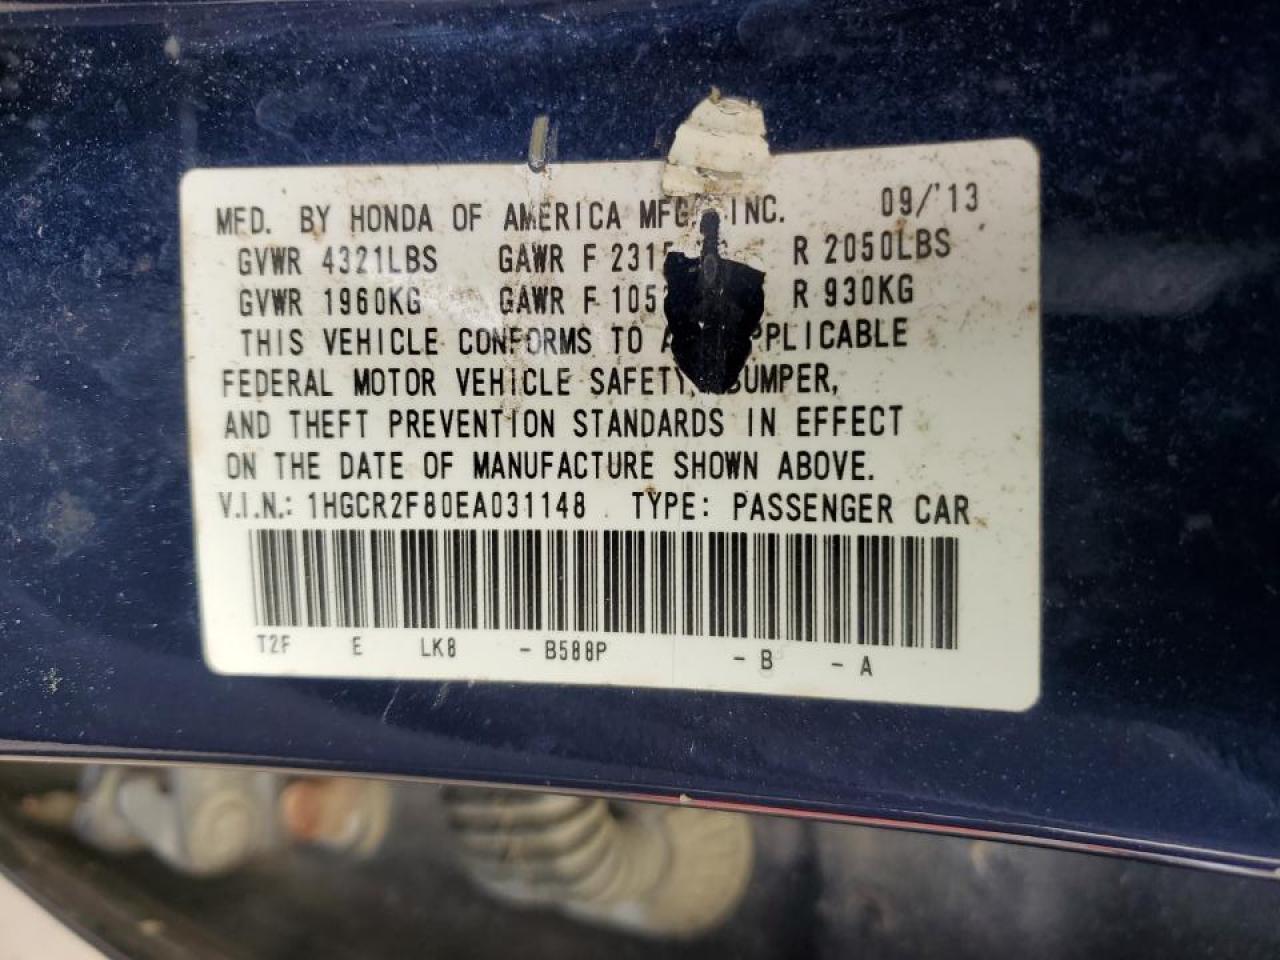 MFD. BY HONDA OF AMERICA MFG. INC. 09/'13
GVWR 4321LBS GAWR F R 2050LBS
GVWR 1960KG GAWR F R 930KG
THIS VEHICLE CONFORMS TO APPLICABLE
FEDERAL MOTOR VEHICLE SAFETY, BUMPER,
AND THEFT PREVENTION STANDARDS IN EFFECT
ON THE DATE OF MANUFACTURE SHOWN ABOVE.
V.I.N.: 1HGCR2F80EA031148 TYPE: PASSENGER CAR
T2F E LK8 - B588P - B - A